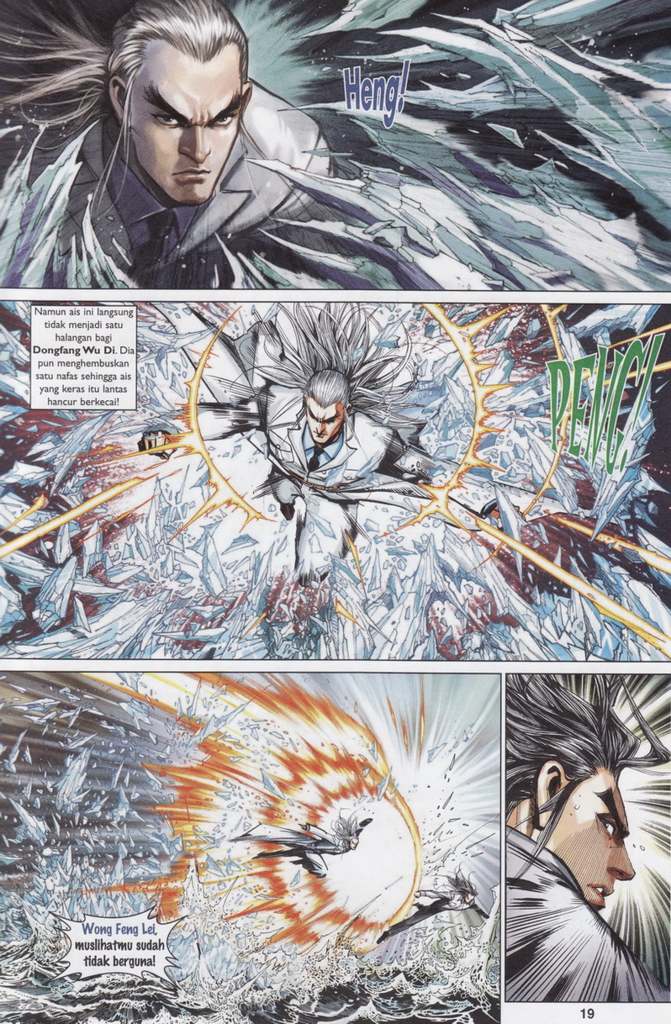 Heng!
Namun ais ini langsung
tidak menjadi satu
halangan bagi
Dongfang Wu Di. Dia
pun menghembuskan
satu nafas sehingga ais
yang keras itu lantas
hancur berkecai!
PENG!
Wong Feng Lei,
muslihatmu sudah
tidak berguna!
19